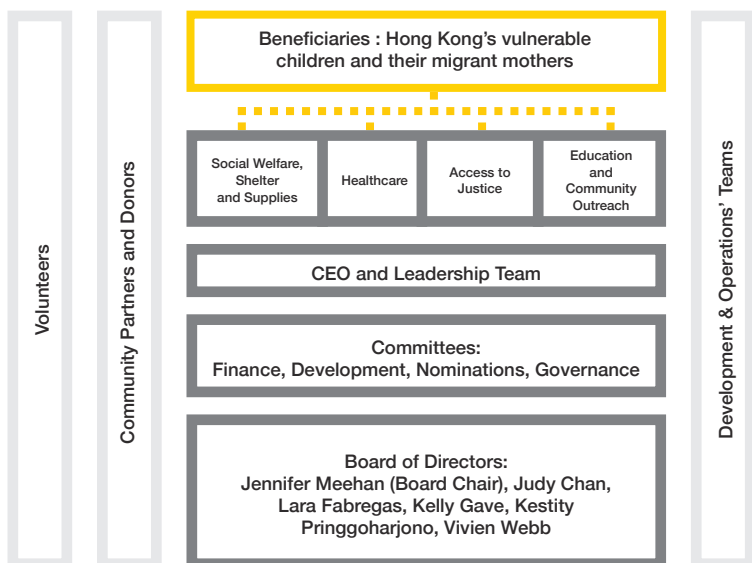 Volunteers
Community Partners and Donors
Beneficiaries : Hong Kong's vulnerable
children and their migrant mothers
Social Welfare,
Shelter
and Supplies
Healthcare
Access to
Justice
Education
and
Community
Outreach
CEO and Leadership Team
Committees:
Finance, Development, Nominations, Governance
Board of Directors:
Jennifer Meehan (Board Chair), Judy Chan,
Lara Fabregas, Kelly Gave, Kestity
Pringgoharjono, Vivien Webb
Development & Operations' Teams